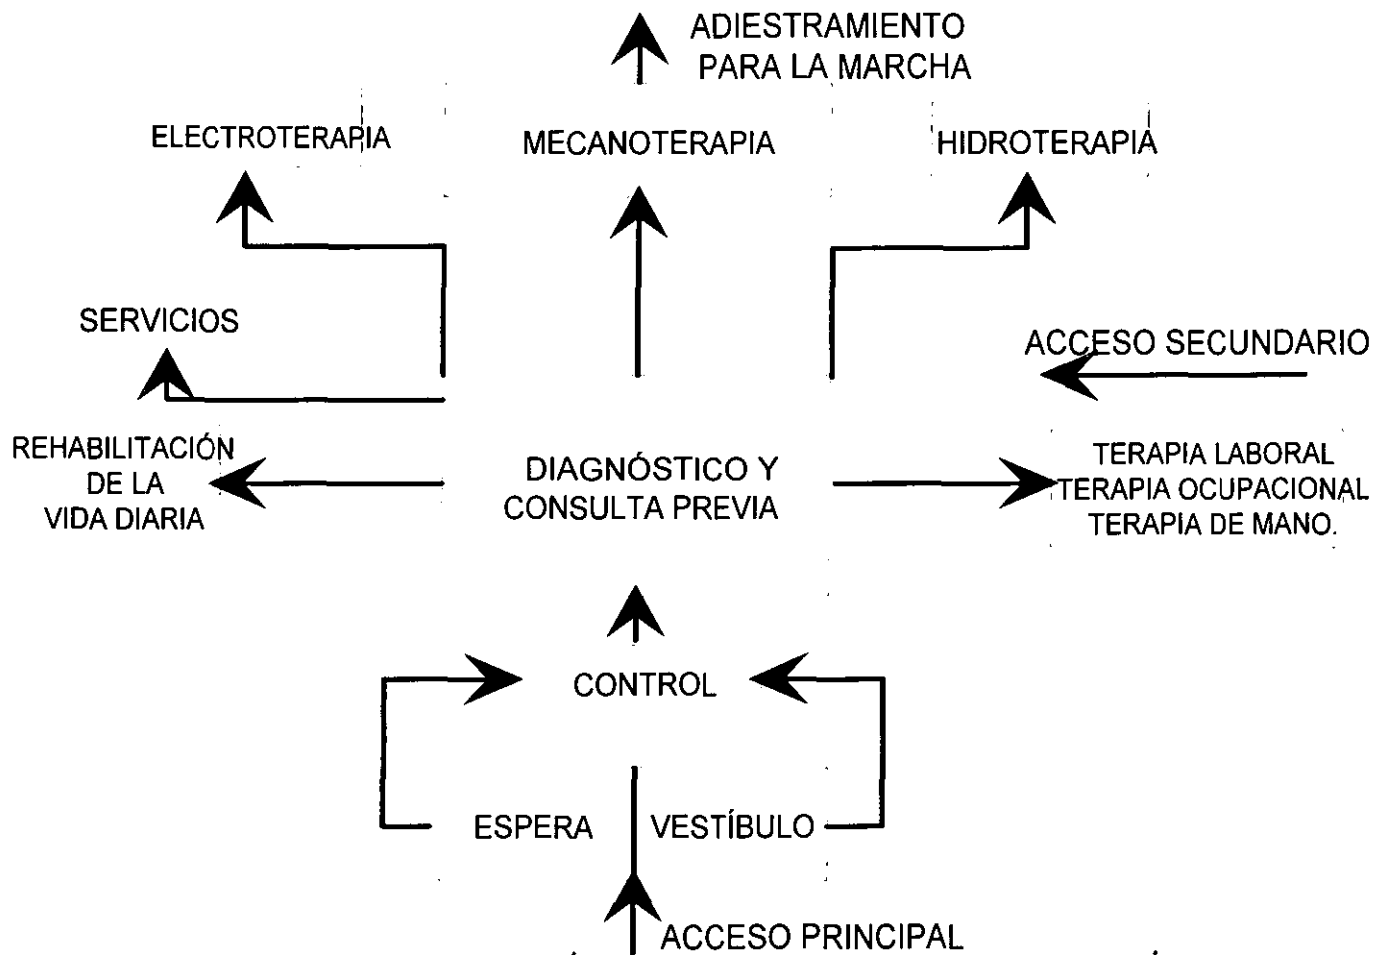 ADIESTRAMIENTO
PARA LA MARCHA
ELECTROTERAPIA
MECANOTERAPIA
HIDROTERAPIA
SERVICIOS
ACCESO SECUNDARIO
REHABILITACIÓN
DE LA
VIDA DIARIA
DIAGNÓSTICO Y
CONSULTA PREVIA
TERAPIA LABORAL
TERAPIA OCUPACIONAL
TERAPIA DE MANO.
CONTROL
ESPERA
VESTÍBULO
ACCESO PRINCIPAL